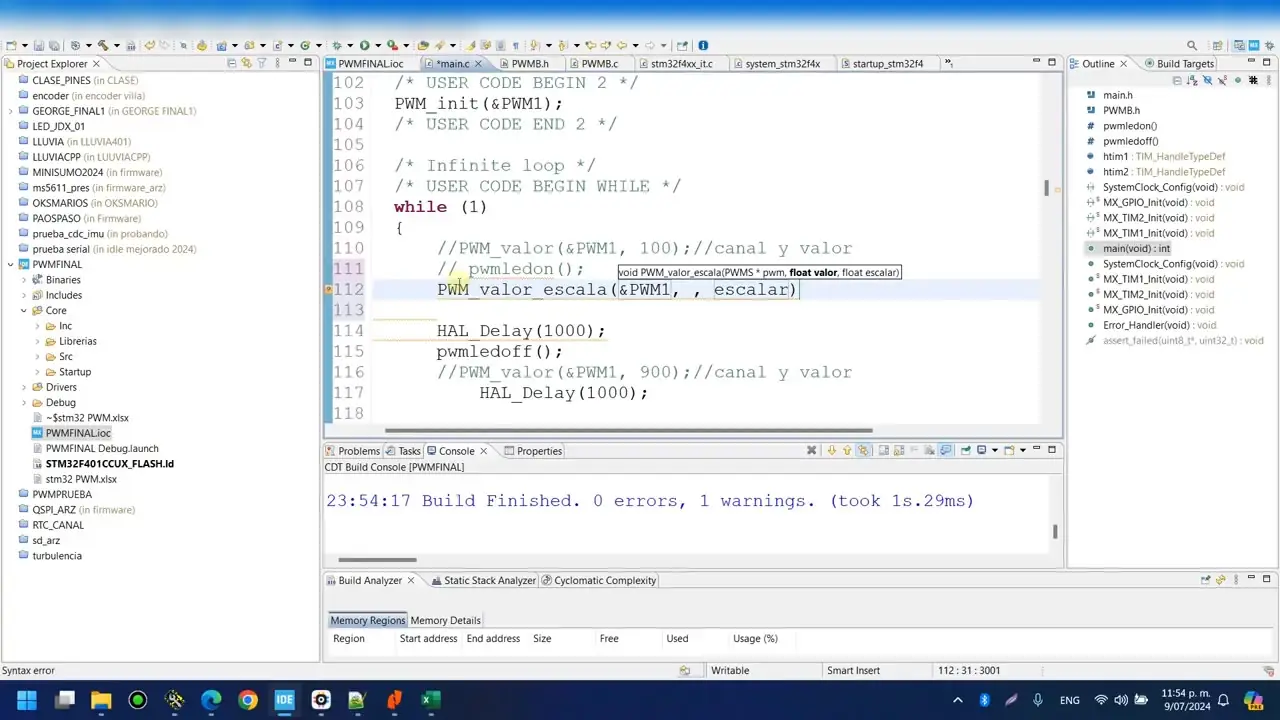 Project Explorer
PWMFINAL.ioc
*main.c
PWMB.h
PWMB.c
stm32f4xx_it.c
system_stm32f4x
startup_stm32f4
Outline
Build Targets
CLASE_PINES (in CLASE)
encoder (in encoder villa)
GEORGE_FINAL1 (in GEORGE FINAL1)
LED_JDX_01
LLUVIA (in LLUVIA401)
LLUVIACPP (in LUUVIACPP)
MINISUMO2024 (in MINISUMO2024)
ms5611_pres (in firmware_arz)
OKSMARIOS (in OKSMARIO)
PAOSPASO (in Firmware)
prueba_cdc_imu (in probando)
prueba serial (in idle mejorado 2024)
PWMFINAL
Binaries
Includes
Core
Inc
Librerias
Src
Startup
Drivers
Debug
~$stm32 PWM.xlsx
PWMFINAL.ioc
PWMFINAL Debug.launch
STM32F401CCUX_FLASH.ld
stm32 PWM.xlsx
PWMPRUEBA
QSPI_ARZ (in firmware)
RTC_CANAL
sd_arz
turbulencia
102 /* USER CODE BEGIN 2 */
103 PWM_init(&PWM1);
104 /* USER CODE END 2 */
105
106 /* Infinite loop */
107 /* USER CODE BEGIN WHILE */
108 while (1)
109 {
110 //PWM_valor(&PWM1, 100);//canal y valor
111 // pwmledon();
void PWM_valor_escala(PWMS * pwm, float valor, float escalar)
112 PWM_valor_escala(&PWM1, , escalar)
113
114 HAL_Delay(1000);
115 pwmledoff();
116 //PWM_valor(&PWM1, 900);//canal y valor
117 HAL_Delay(1000);
118
main.h
PWMB.h
pwmledon()
pwmledoff()
htim1 : TIM_HandleTypeDef
htim2 : TIM_HandleTypeDef
SystemClock_Config(void) : void
MX_GPIO_Init(void) : void
MX_TIM2_Init(void) : void
MX_TIM1_Init(void) : void
main(void) : int
SystemClock_Config(void) : void
MX_TIM1_Init(void) : void
MX_TIM2_Init(void) : void
MX_GPIO_Init(void) : void
Error_Handler(void) : void
assert_failed(uint8_t*, uint32_t) : void
Problems
Tasks
Console
Properties
CDT Build Console [PWMFINAL]
23:54:17 Build Finished. 0 errors, 1 warnings. (took 1s.29ms)
Build Analyzer
Static Stack Analyzer
Cyclomatic Complexity
Memory Regions
Memory Details
Region
Start address
End address
Size
Free
Used
Usage (%)
Syntax error
Writable
Smart Insert
112 : 31 : 3001
IDE
ENG
11:54 p. m.
9/07/2024